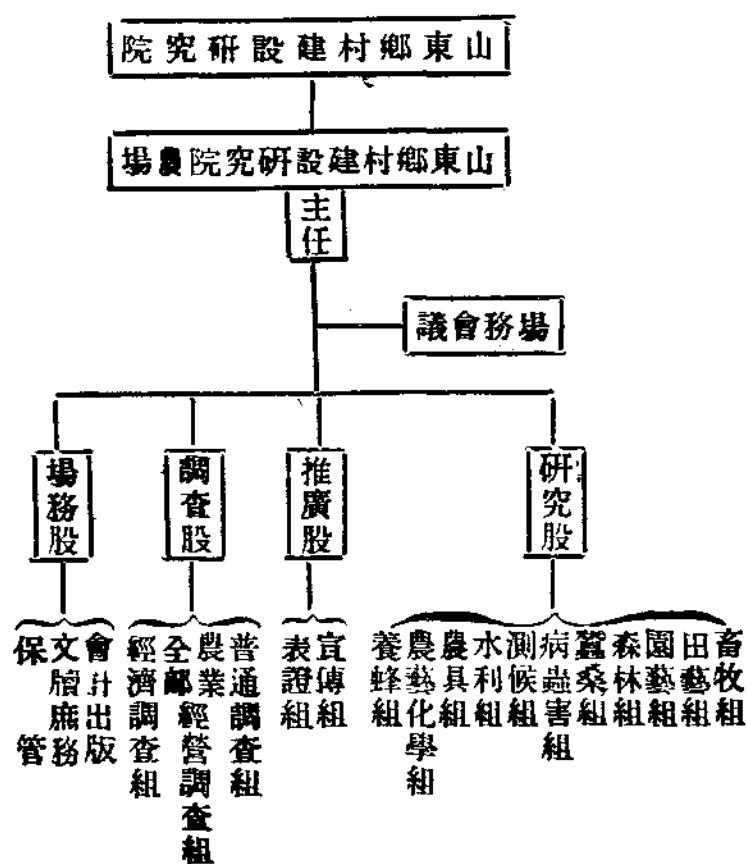 山東鄉村建設研究院
山東鄉村建設研究院農場
主任
場務會議
研究股
推廣股
調查股
場務股
畜牧組
田藝組
園藝組
森林組
蠶桑組
病蟲害組
測候組
水利組
農具組
農藝化學組
養蜂組
宣傳組
表證組
普通調查組
農業全部經營調查組
經濟調查組
會計出版
文牘庶務
保管